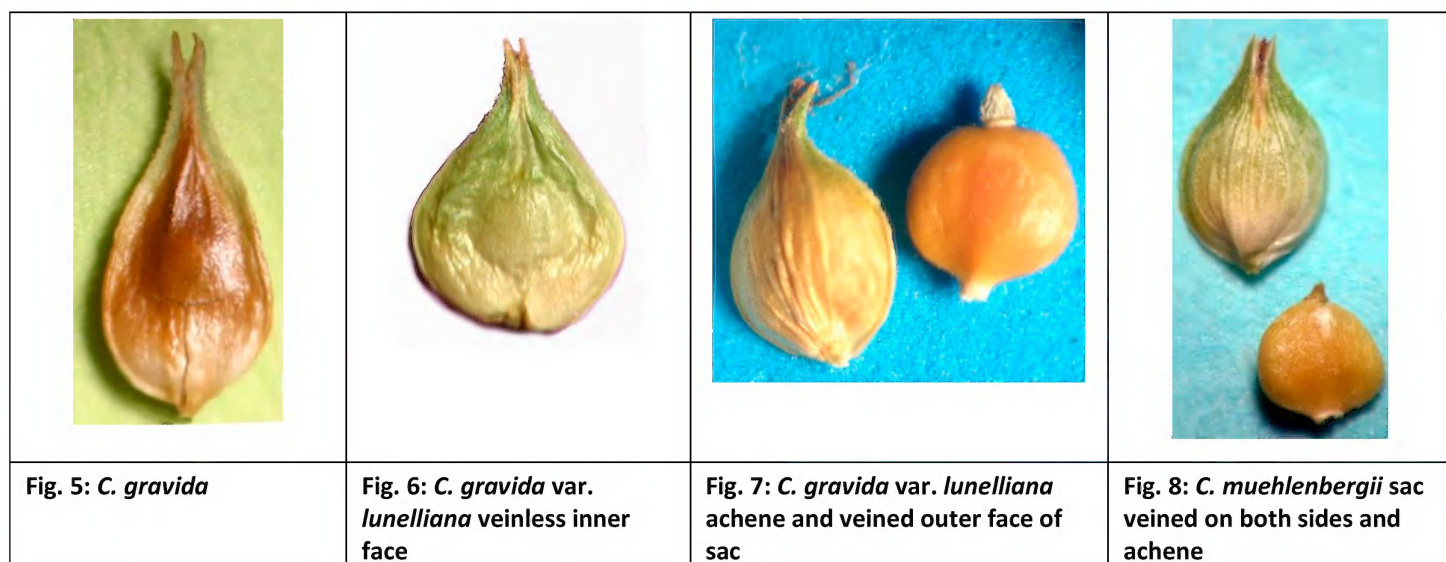 Fig. 5: C. gravida
Fig. 6: C. gravida var.
lunelliana veinless inner
face
Fig. 7: C. gravida var. lunelliana
achene and veined outer face of
sac
Fig. 8: C. muehlenbergii sac
veined on both sides and
achene